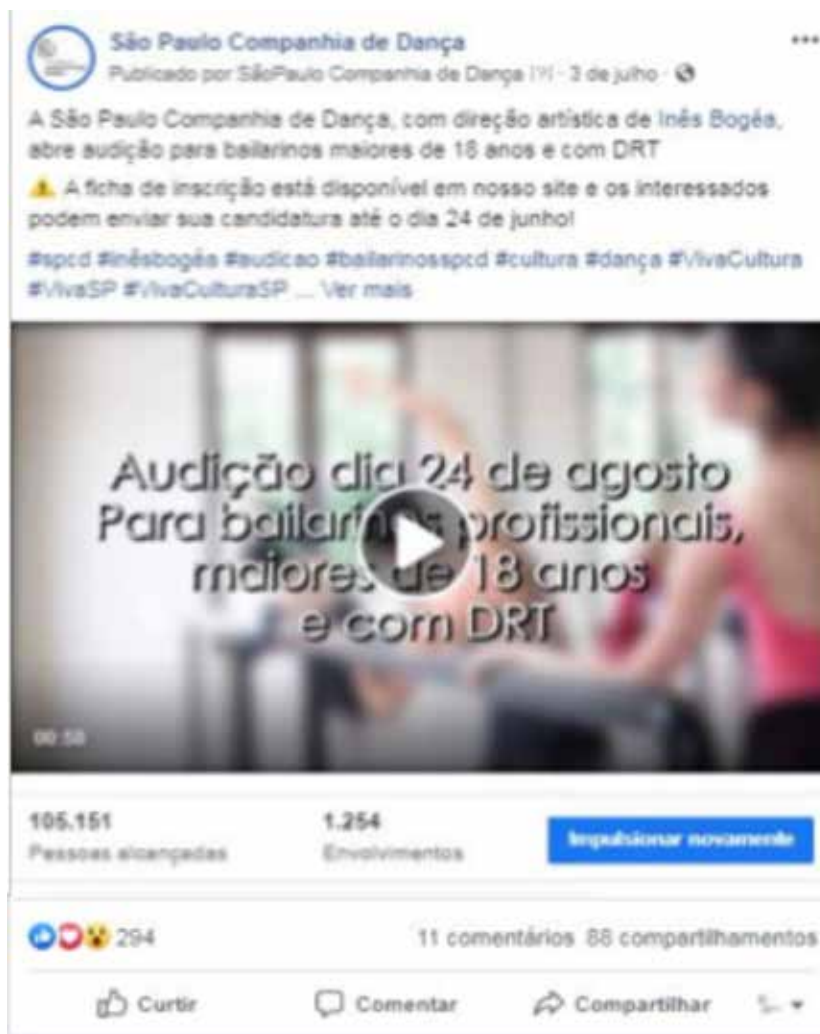 São Paulo Companhia de Dança
Publicado por SãoPaulo Companhia de Dança · 3 de julho ·
A São Paulo Companhia de Dança, com direção artística de Inês Bogéa,
abre audição para bailarinos maiores de 18 anos e com DRT
A ficha de inscrição está disponível em nosso site e os interessados
podem enviar sua candidatura até o dia 24 de junho!
#spcd #inêsbogéa #audicao #bailarinosspcd #cultura #dança #VivaCultura
#VivaSP #VivaCulturaSP ... Ver mais
Audição dia 24 de agosto
Para bailarinos profissionais,
maiores de 18 anos
e com DRT
105.151
1.254
Pessoas alcançadas
Envolvimentos
Impulsionar novamente
294
11 comentários 88 compartilhamentos
Curtir
Comentar
Compartilhar